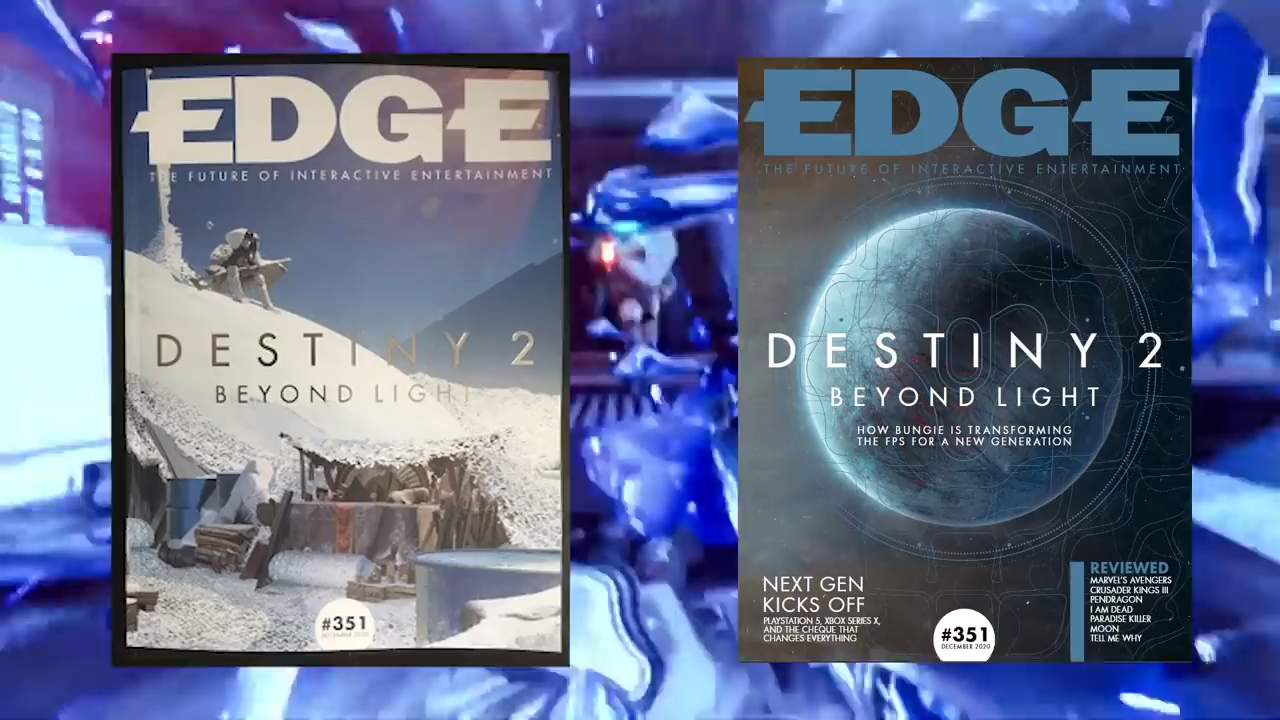 EDGE
THE FUTURE OF INTERACTIVE ENTERTAINMENT
DESTINY 2
BEYOND LIGHT
#351
DECEMBER 2020
EDGE
THE FUTURE OF INTERACTIVE ENTERTAINMENT
DESTINY 2
BEYOND LIGHT
HOW BUNGIE IS TRANSFORMING
THE FPS FOR A NEW GENERATION
NEXT GEN
KICKS OFF
PLAYSTATION 5, XBOX SERIES X,
AND THE CHEQUE THAT
CHANGES EVERYTHING
#351
DECEMBER 2020
REVIEWED
MARVEL'S AVENGERS
CRUSADER KINGS III
PENDRAGON
I AM DEAD
PARADISE KILLER
MOON
TELL ME WHY